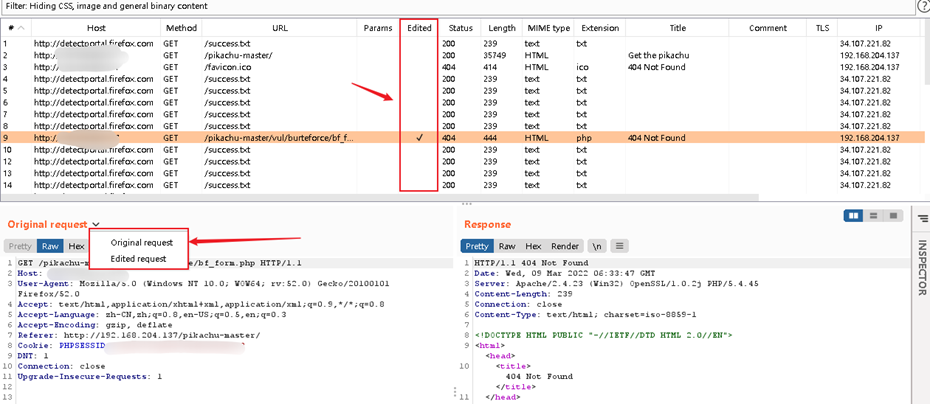 Filter: Hiding CSS, image and general binary content
# Host Method URL Params Edited Status Length MIME type Extension Title Comment TLS IP
1 http://detectportal.firefox.com GET /success.txt 200 239 text txt 34.107.221.82
2 http:// GET /pikachu-master/ 200 35749 HTML Get the pikachu 192.168.204.137
3 http:// GET /favicon.ico 404 414 HTML ico 404 Not Found 192.168.204.137
4 http://detectportal.firefox.com GET /success.txt 200 239 text txt 34.107.221.82
5 http://detectportal.firefox.com GET /success.txt 200 239 text txt 34.107.221.82
6 http://detectportal.firefox.com GET /success.txt 200 239 text txt 34.107.221.82
7 http://detectportal.firefox.com GET /success.txt 200 239 text txt 34.107.221.82
8 http://detectportal.firefox.com GET /success.txt 200 239 text txt 34.107.221.82
9 http:// GET /pikachu-master/vul/burteforce/bf_f... ✓ 404 444 HTML php 404 Not Found 192.168.204.137
10 http://detectportal.firefox.com GET /success.txt 200 239 text txt 34.107.221.82
12 http://detectportal.firefox.com GET /success.txt 200 239 text txt 34.107.221.82
13 http://detectportal.firefox.com GET /success.txt 200 239 text txt 34.107.221.82
14 http://detectportal.firefox.com GET /success.txt 200 239 text txt 34.107.221.82
Original request
Original request
Edited request
Pretty Raw Hex
1 GET /pikachu-m e/bf_form.php HTTP/1.1
2 Host:
3 User-Agent: Mozilla/5.0 (Windows NT 10.0; WOW64; rv:52.0) Gecko/20100101
Firefox/52.0
4 Accept: text/html,application/xhtml+xml,application/xml;q=0.9,*/*;q=0.8
5 Accept-Language: zh-CN,zh;q=0.8,en-US;q=0.5,en;q=0.3
6 Accept-Encoding: gzip, deflate
7 Referer: http://192.168.204.137/pikachu-master/
8 Cookie: PHPSESSID
9 DNT: 1
10 Connection: close
11 Upgrade-Insecure-Requests: 1
12
13
Response
Pretty Raw Hex Render \n
1 HTTP/1.1 404 Not Found
2 Date: Wed, 09 Mar 2022 06:33:47 GMT
3 Server: Apache/2.4.23 (Win32) OpenSSL/1.0.2j PHP/5.4.45
4 Content-Length: 239
5 Connection: close
6 Content-Type: text/html; charset=iso-8859-1
7
8 <!DOCTYPE HTML PUBLIC "-//IETF//DTD HTML 2.0//EN">
9 <html>
<head>
10 <title>
404 Not Found
</title>
11 </head>
INSPECTOR